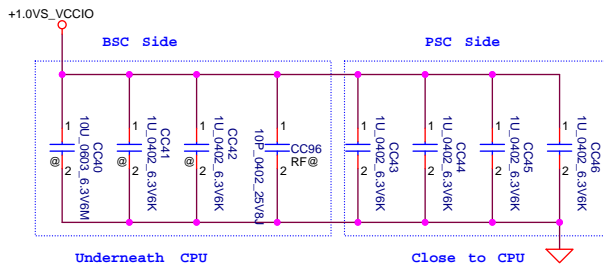 +1.0VS_VCCIO
BSC Side
PSC Side
1
2
@
CC40
10U_0603_6.3V6M
1
2
@
CC41
1U_0402_6.3V6K
1
2
@
CC42
1U_0402_6.3V6K
1
2
CC96
RF@
10P_0402_25V8J
1
2
CC43
1U_0402_6.3V6K
1
2
CC44
1U_0402_6.3V6K
1
2
CC45
1U_0402_6.3V6K
1
2
CC46
1U_0402_6.3V6K
Underneath CPU
Close to CPU